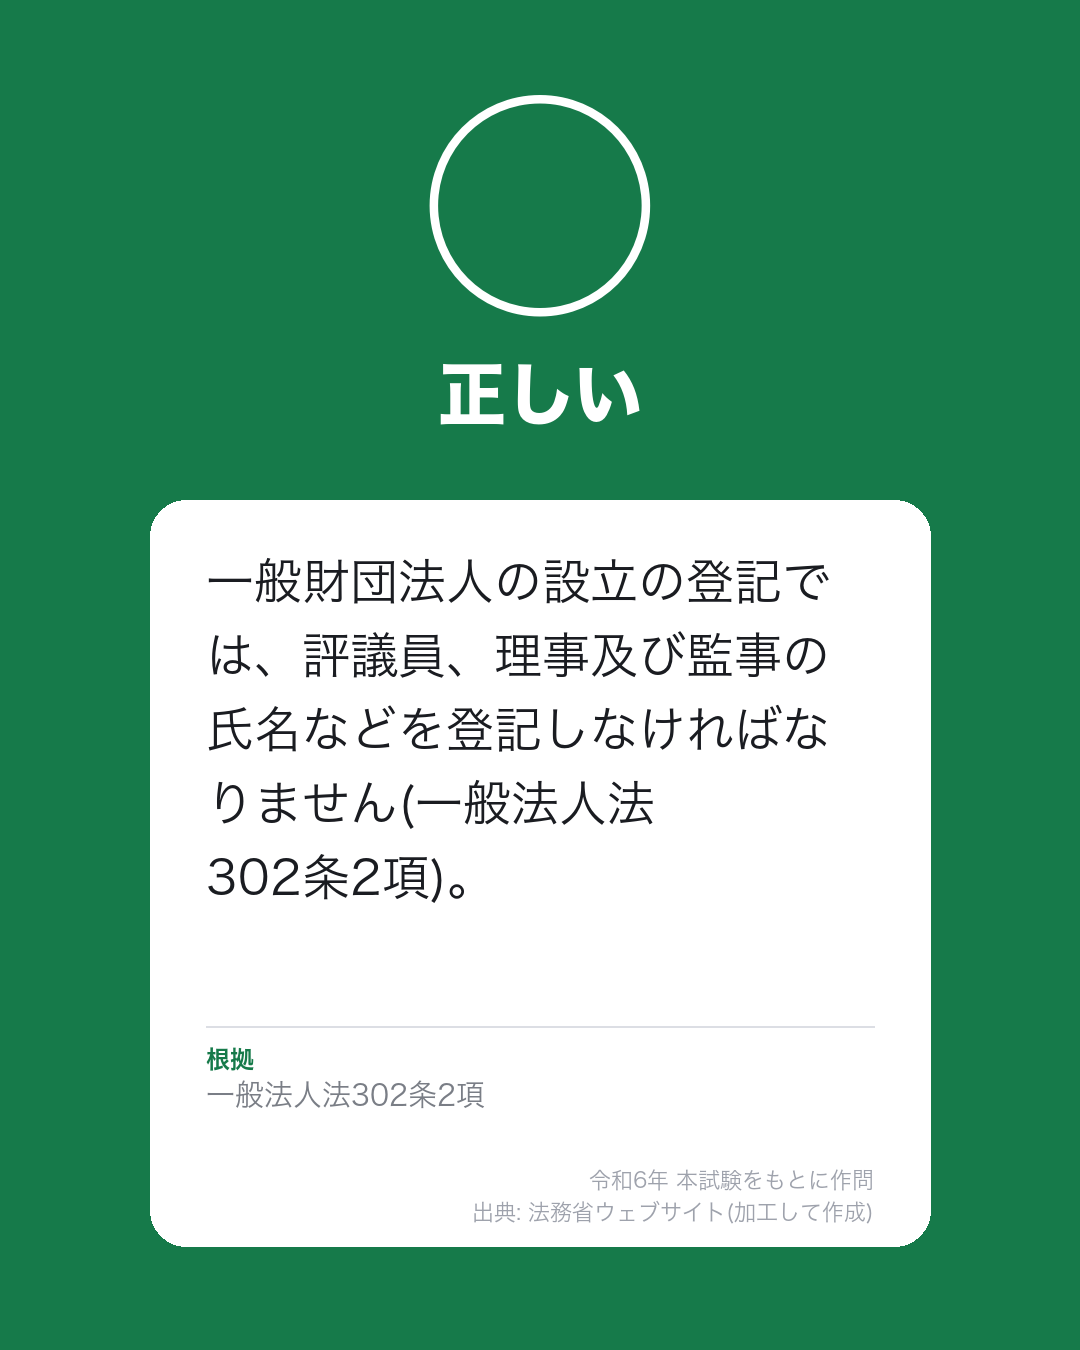 正しい
一般財団法人の設立の登記で
は、評議員、理事及び監事の
氏名などを登記しなければな
りません(一般法人法
302条2項)。
根拠
一般法人法302条2項
令和6年 本試験をもとに作問
出典: 法務省ウェブサイト(加工して作成)